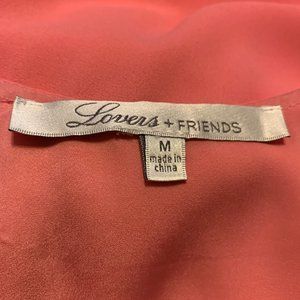 Lovers + FRIENDS
M
made in
china